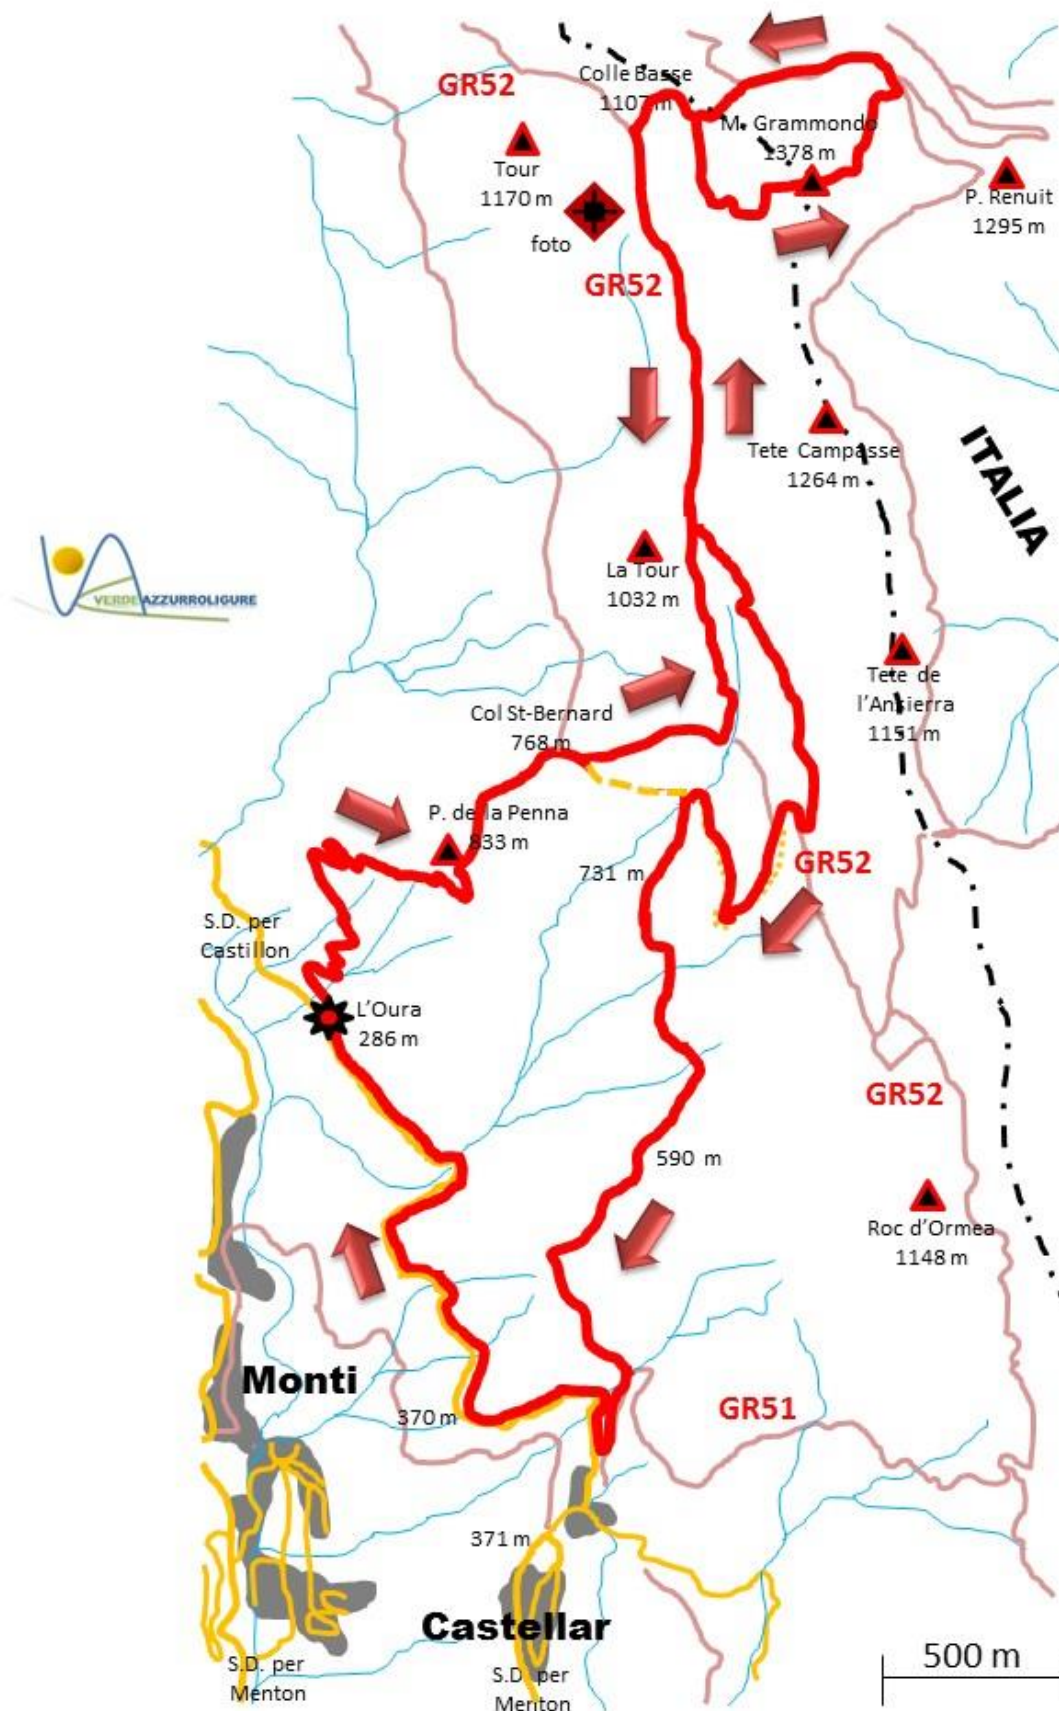 Colle Basse
1107 m
GR52
M. Grammondo
1378 m
Tour
1170 m
P. Renuit
1295 m
foto
GR52
Tete Campasse
1264 m
ITALIA
La Tour
1032 m
VERDEAZZURROLIGURE
Tete de
l'Ansierra
1151 m
Col St-Bernard
768 m
P. de la Penna
833 m
GR52
731 m
S.D. per
Castillon
L'Oura
286 m
GR52
590 m
Roc d'Ormea
1148 m
Monti
370 m
GR51
371 m
Castellar
S.D. per
Menton
S.D. per
Menton
500 m